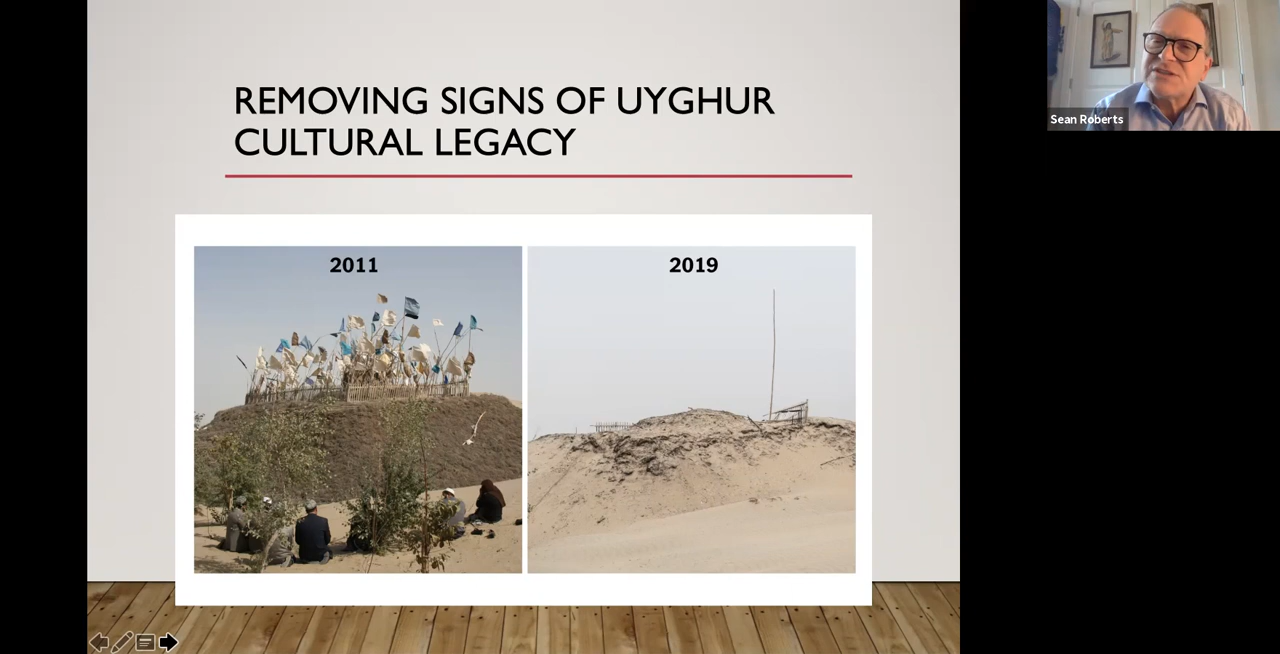 REMOVING SIGNS OF UYGHUR
CULTURAL LEGACY
2011
2019
Sean Roberts